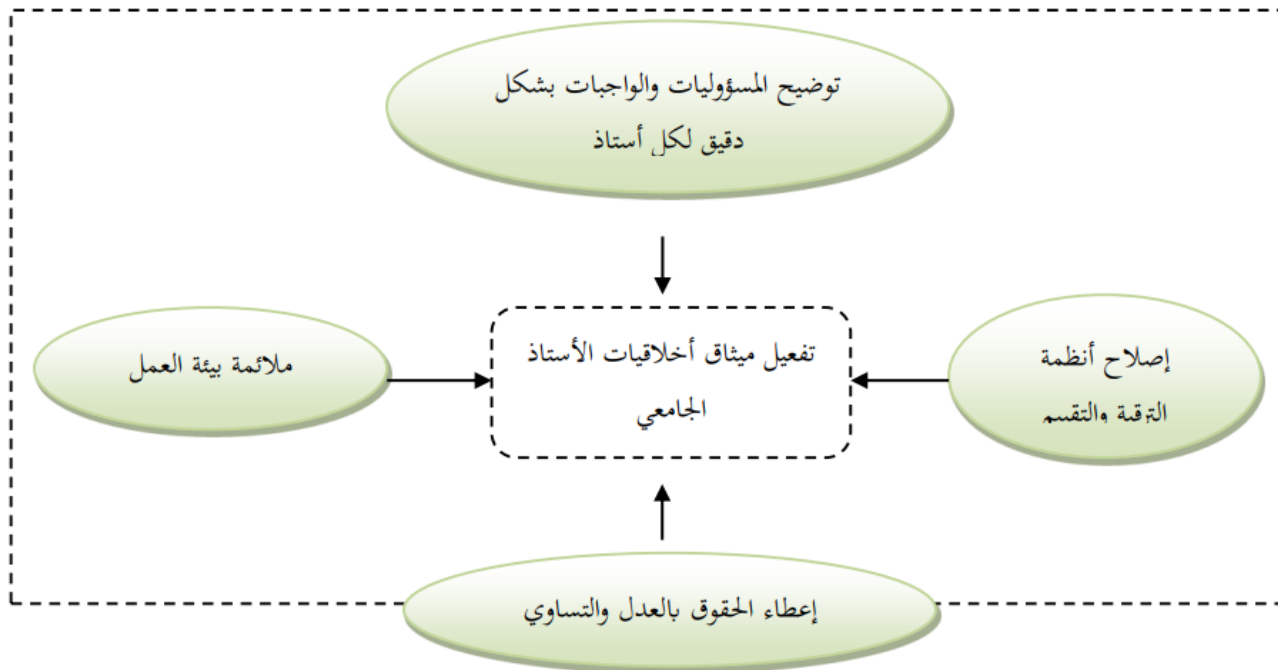 توضيح المسؤوليات والواجبات بشكل
دقيق لكل أستاذ
إصلاح أنظمة
الترقية والتقييم
تفعيل ميثاق أخلاقيات الأستاذ
الجامعي
ملائمة بيئة العمل
إعطاء الحقوق بالعدل والتساوي